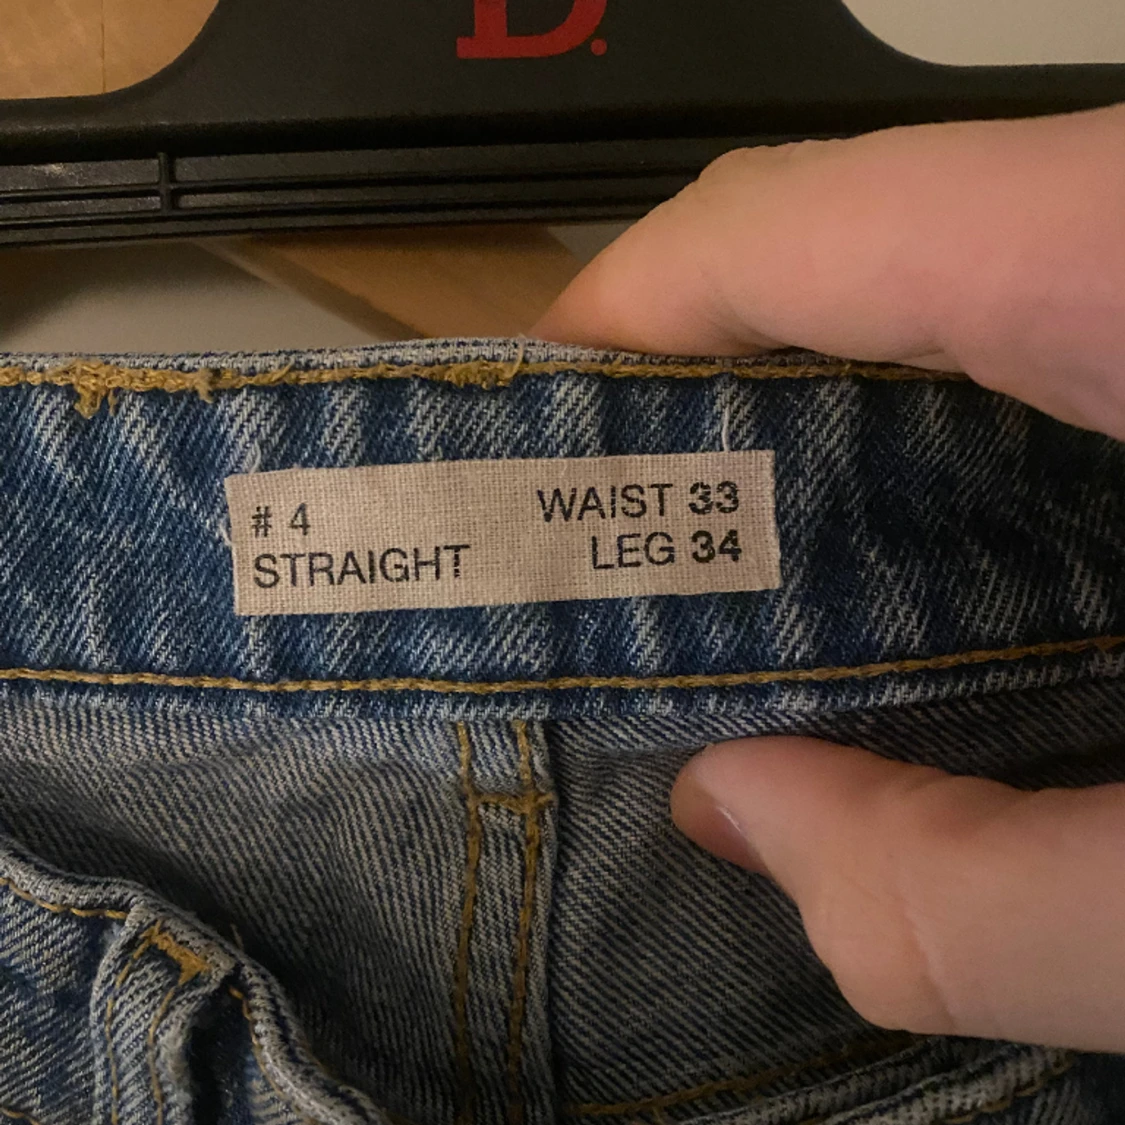 D.
# 4 WAIST 33
STRAIGHT LEG 34